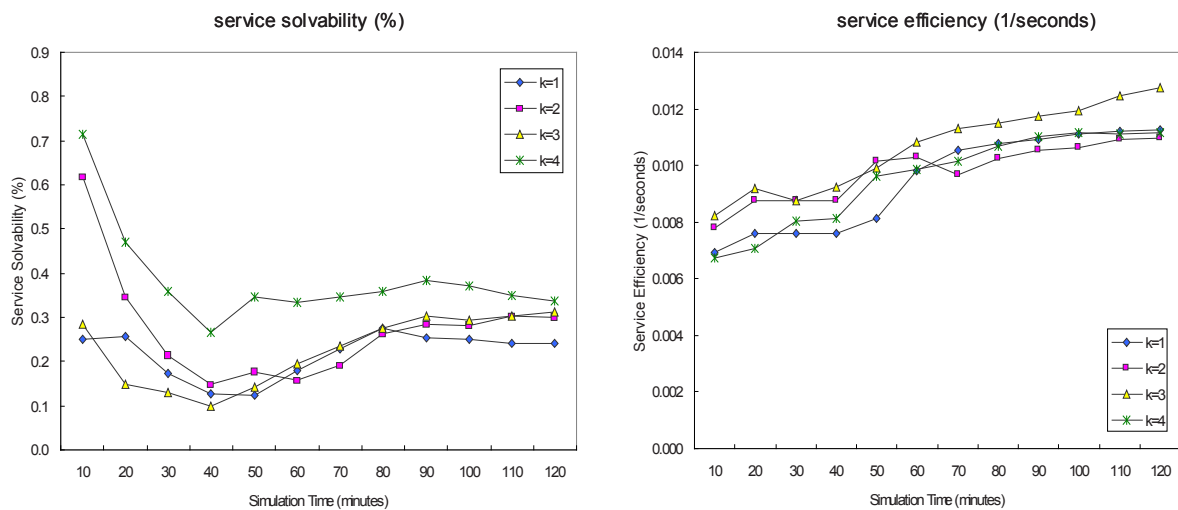 service solvability (%)
0.9
0.8
0.7
0.6
0.5
0.4
0.3
0.2
0.1
0.0
Service Solvability (%)
k=1
k=2
k=3
k=4
10 20 30 40 50 60 70 80 90 100 110 120
Simulation Time (minutes)
service efficiency (1/seconds)
0.014
0.012
0.010
0.008
0.006
0.004
0.002
0.000
Service Efficiency (1/seconds)
k=1
k=2
k=3
k=4
10 20 30 40 50 60 70 80 90 100 110 120
Simulation Time (minutes)